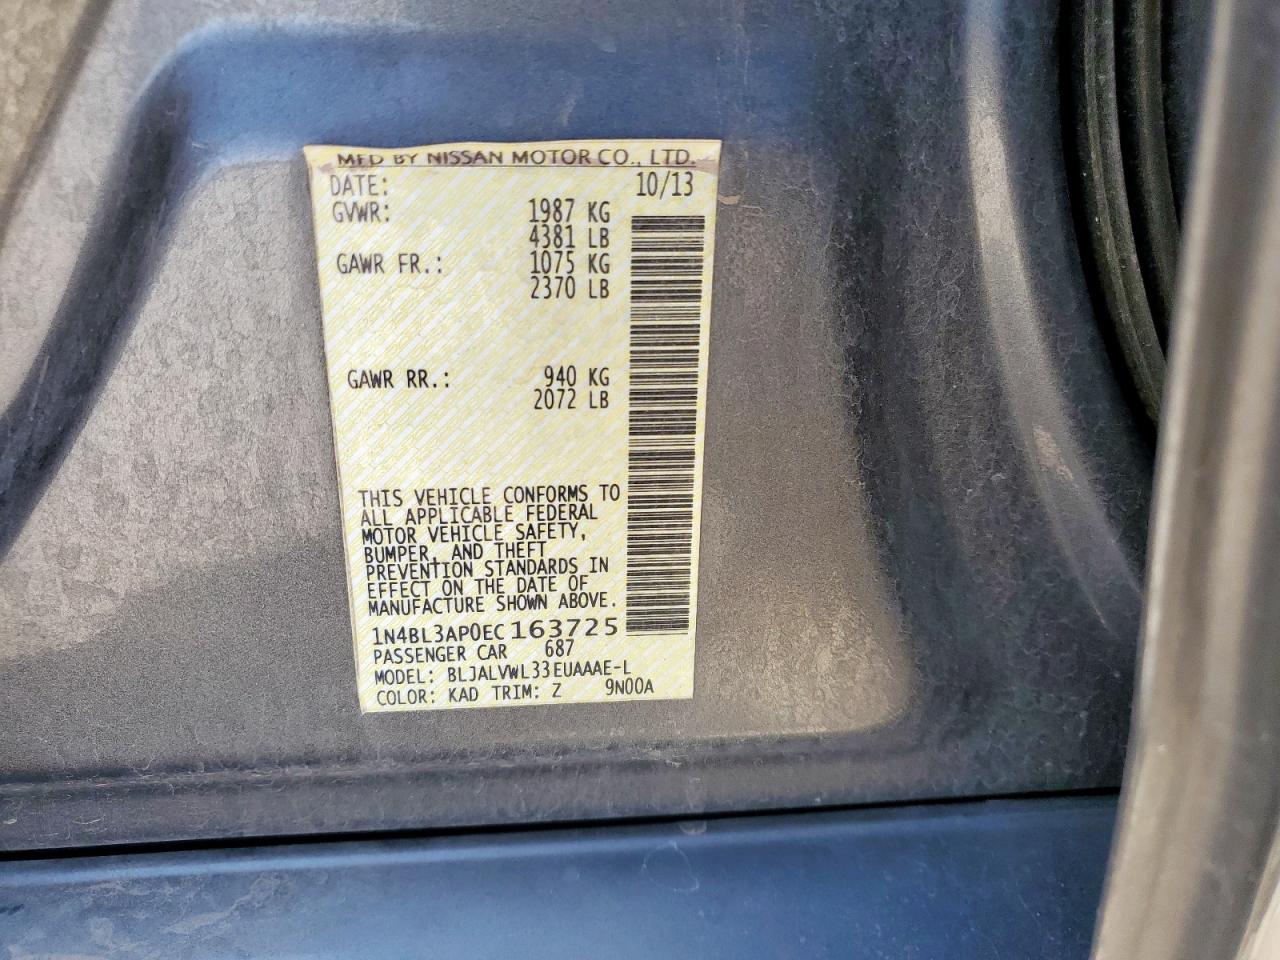 MFD BY NISSAN MOTOR CO., LTD.
DATE: 10/13
GVWR: 1987 KG
4381 LB
GAWR FR.: 1075 KG
2370 LB
GAWR RR.: 940 KG
2072 LB
THIS VEHICLE CONFORMS TO
ALL APPLICABLE FEDERAL
MOTOR VEHICLE SAFETY,
BUMPER, AND THEFT
PREVENTION STANDARDS IN
EFFECT ON THE DATE OF
MANUFACTURE SHOWN ABOVE.
1N4BL3AP0EC163725
PASSENGER CAR 687
MODEL: BLJALVWL33EUAAAE-L
COLOR: KAD TRIM: Z 9N00A